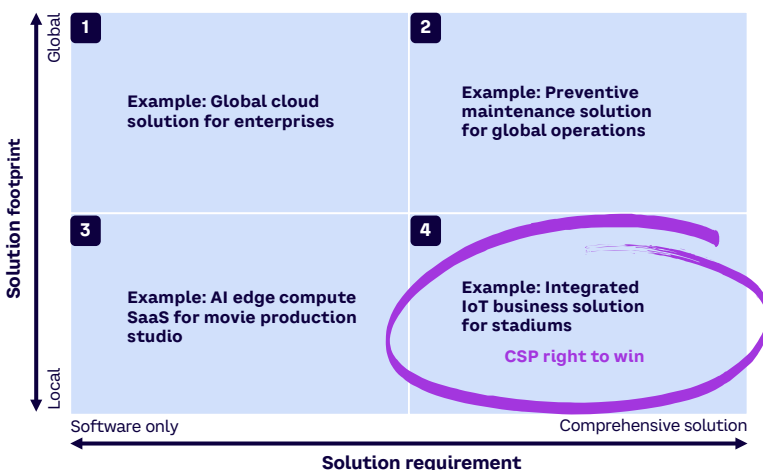 Global
1
2
Example: Global cloud
solution for enterprises
Example: Preventive
maintenance solution
for global operations
Solution footprint
3
4
Example: AI edge compute
SaaS for movie production
studio
Example: Integrated
IoT business solution
for stadiums
CSP right to win
Local
Software only
Comprehensive solution
Solution requirement